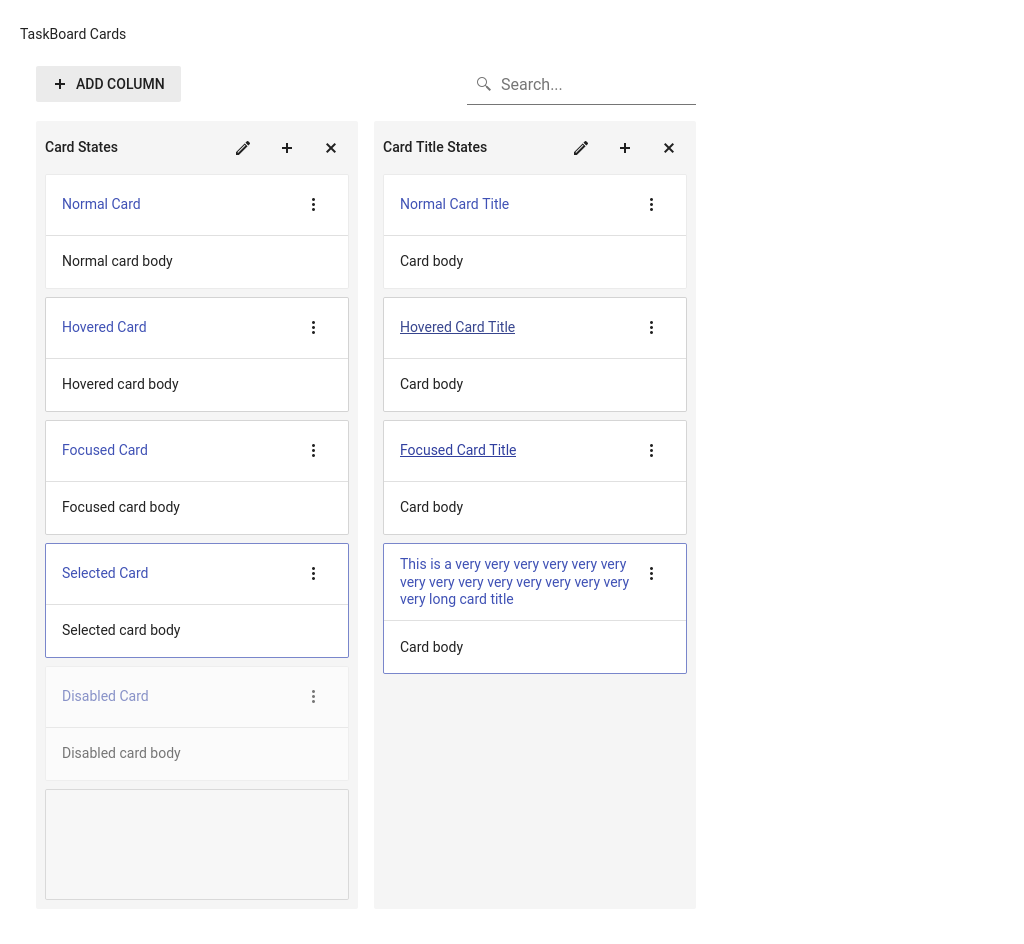 TaskBoard Cards
ADD COLUMN
Search...
Card States
Normal Card
Normal card body
Hovered Card
Hovered card body
Focused Card
Focused card body
Selected Card
Selected card body
Disabled Card
Disabled card body
Card Title States
Normal Card Title
Card body
Hovered Card Title
Card body
Focused Card Title
Card body
This is a very very very very very very
very very very very very very very very
very long card title
Card body